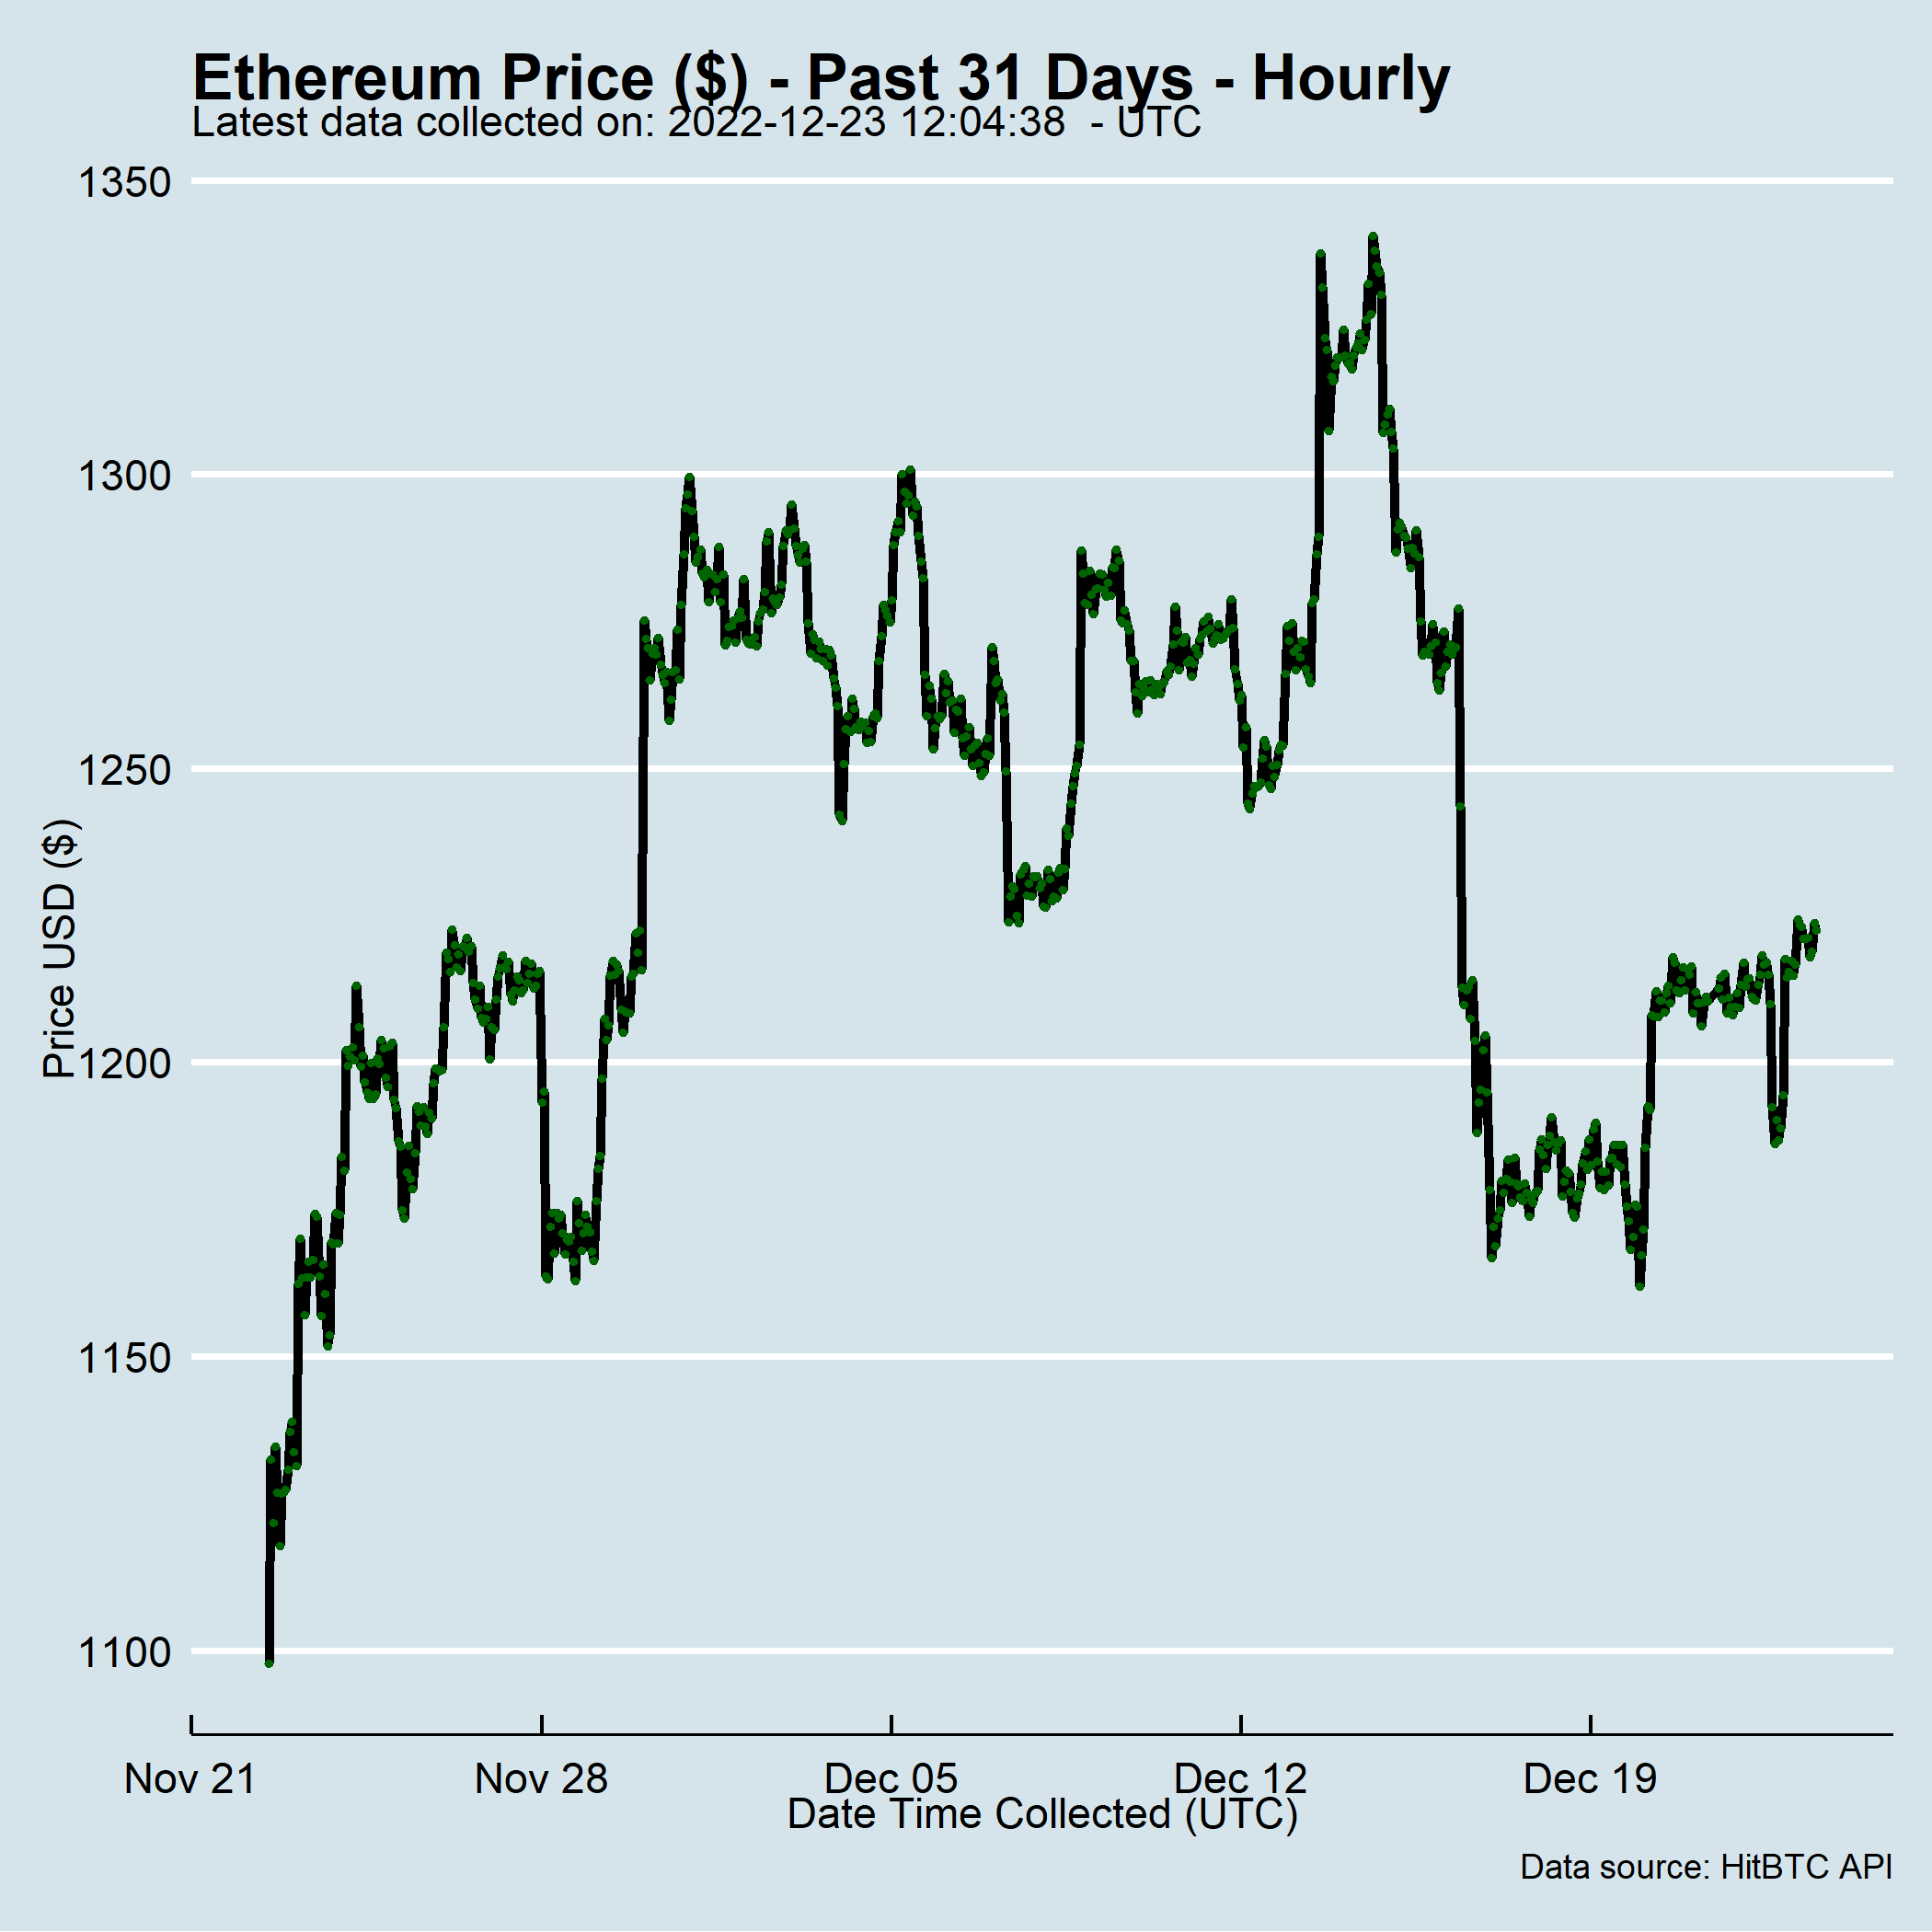 Ethereum Price ($) - Past 31 Days - Hourly
Latest data collected on: 2022-12-23 12:04:38  - UTC
1350
1300
1250
1200
1150
1100
Price USD ($)
Nov 21
Nov 28
Dec 05
Dec 12
Dec 19
Date Time Collected (UTC)
Data source: HitBTC API